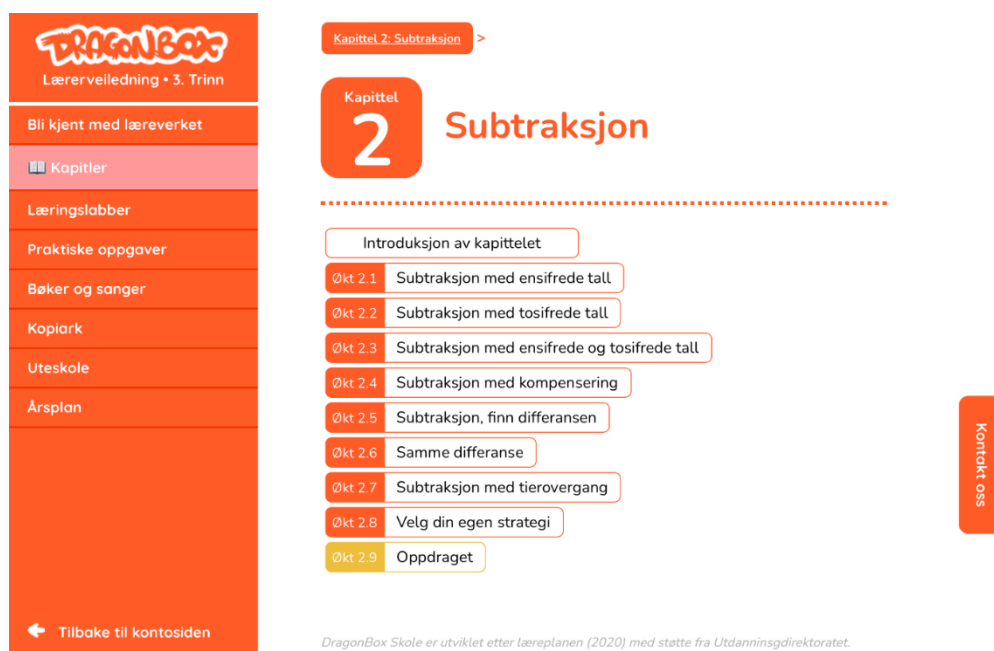 DRAGONBOX
Lærerveiledning • 3. Trinn
Bli kjent med læreverket
Kapitler
Læringslabber
Praktiske oppgaver
Bøker og sanger
Kopiark
Uteskole
Årsplan
Tilbake til kontosiden
Kapittel 2: Subtraksjon >
Kapittel
2
Subtraksjon
Introduksjon av kapittelet
Økt 2.1 Subtraksjon med ensifrede tall
Økt 2.2 Subtraksjon med tosifrede tall
Økt 2.3 Subtraksjon med ensifrede og tosifrede tall
Økt 2.4 Subtraksjon med kompensering
Økt 2.5 Subtraksjon, finn differansen
Økt 2.6 Samme differanse
Økt 2.7 Subtraksjon med tierovergang
Økt 2.8 Velg din egen strategi
Økt 2.9 Oppdraget
DragonBox Skole er utviklet etter læreplanen (2020) med støtte fra Utdanninsgdirektoratet.
Kontakt oss